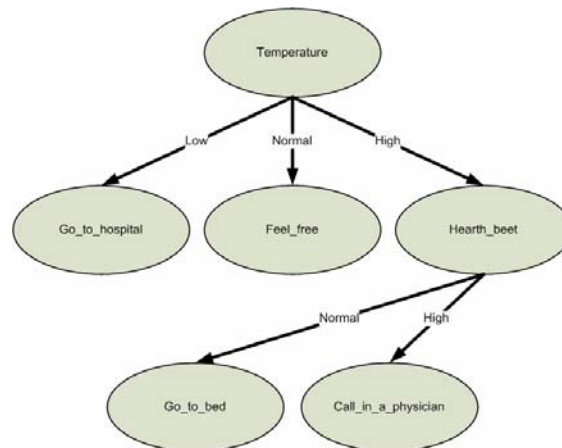 Temperature
Low
Normal
High
Go_to_hospital
Feel_free
Hearth_beet
Normal
High
Go_to_bed
Call_in_a_physician